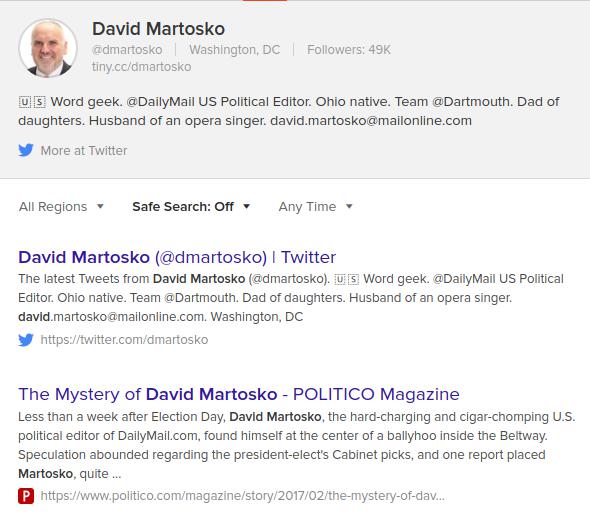 David Martosko
@dmartosko Washington, DC Followers: 49K
tiny.cc/dmartosko
🇺 🇸 Word geek. @DailyMail US Political Editor. Ohio native. Team @Dartmouth. Dad of
daughters. Husband of an opera singer. david.martosko@mailonline.com
More at Twitter
All Regions Safe Search: Off Any Time
David Martosko (@dmartosko) | Twitter
The latest Tweets from David Martosko (@dmartosko). 🇺 🇸 Word geek. @DailyMail US Political
Editor. Ohio native. Team @Dartmouth. Dad of daughters. Husband of an opera singer.
david.martosko@mailonline.com. Washington, DC
https://twitter.com/dmartosko
The Mystery of David Martosko - POLITICO Magazine
Less than a week after Election Day, David Martosko, the hard-charging and cigar-chomping U.S.
political editor of DailyMail.com, found himself at the center of a ballyhoo inside the Beltway.
Speculation abounded regarding the president-elect's Cabinet picks, and one report placed
Martosko, quite ...
P https://www.politico.com/magazine/story/2017/02/the-mystery-of-dav...